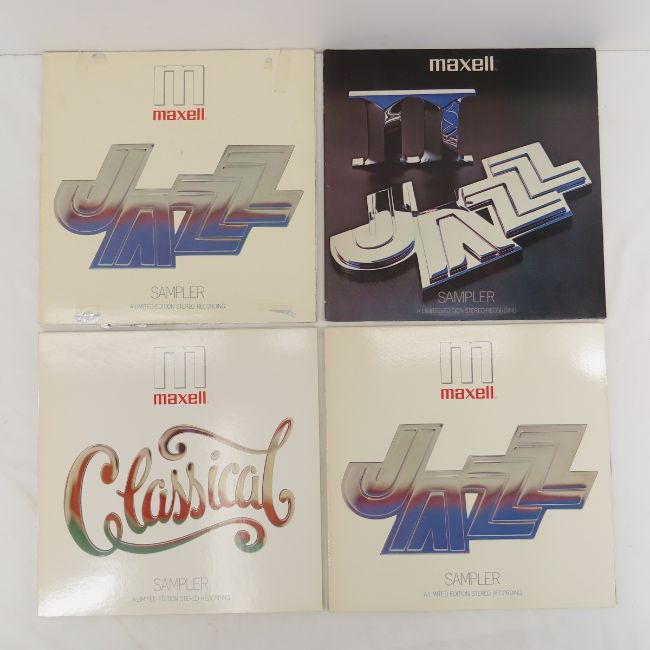 m
maxell
JAZZ
SAMPLER
A LIMITED EDITION STEREO RECORDING
maxell
II
JAZZ
SAMPLER
A LIMITED EDITION STEREO RECORDING
m
maxell
Classical
SAMPLER
A LIMITED EDITION STEREO RECORDING
m
maxell
JAZZ
SAMPLER
A LIMITED EDITION STEREO RECORDING